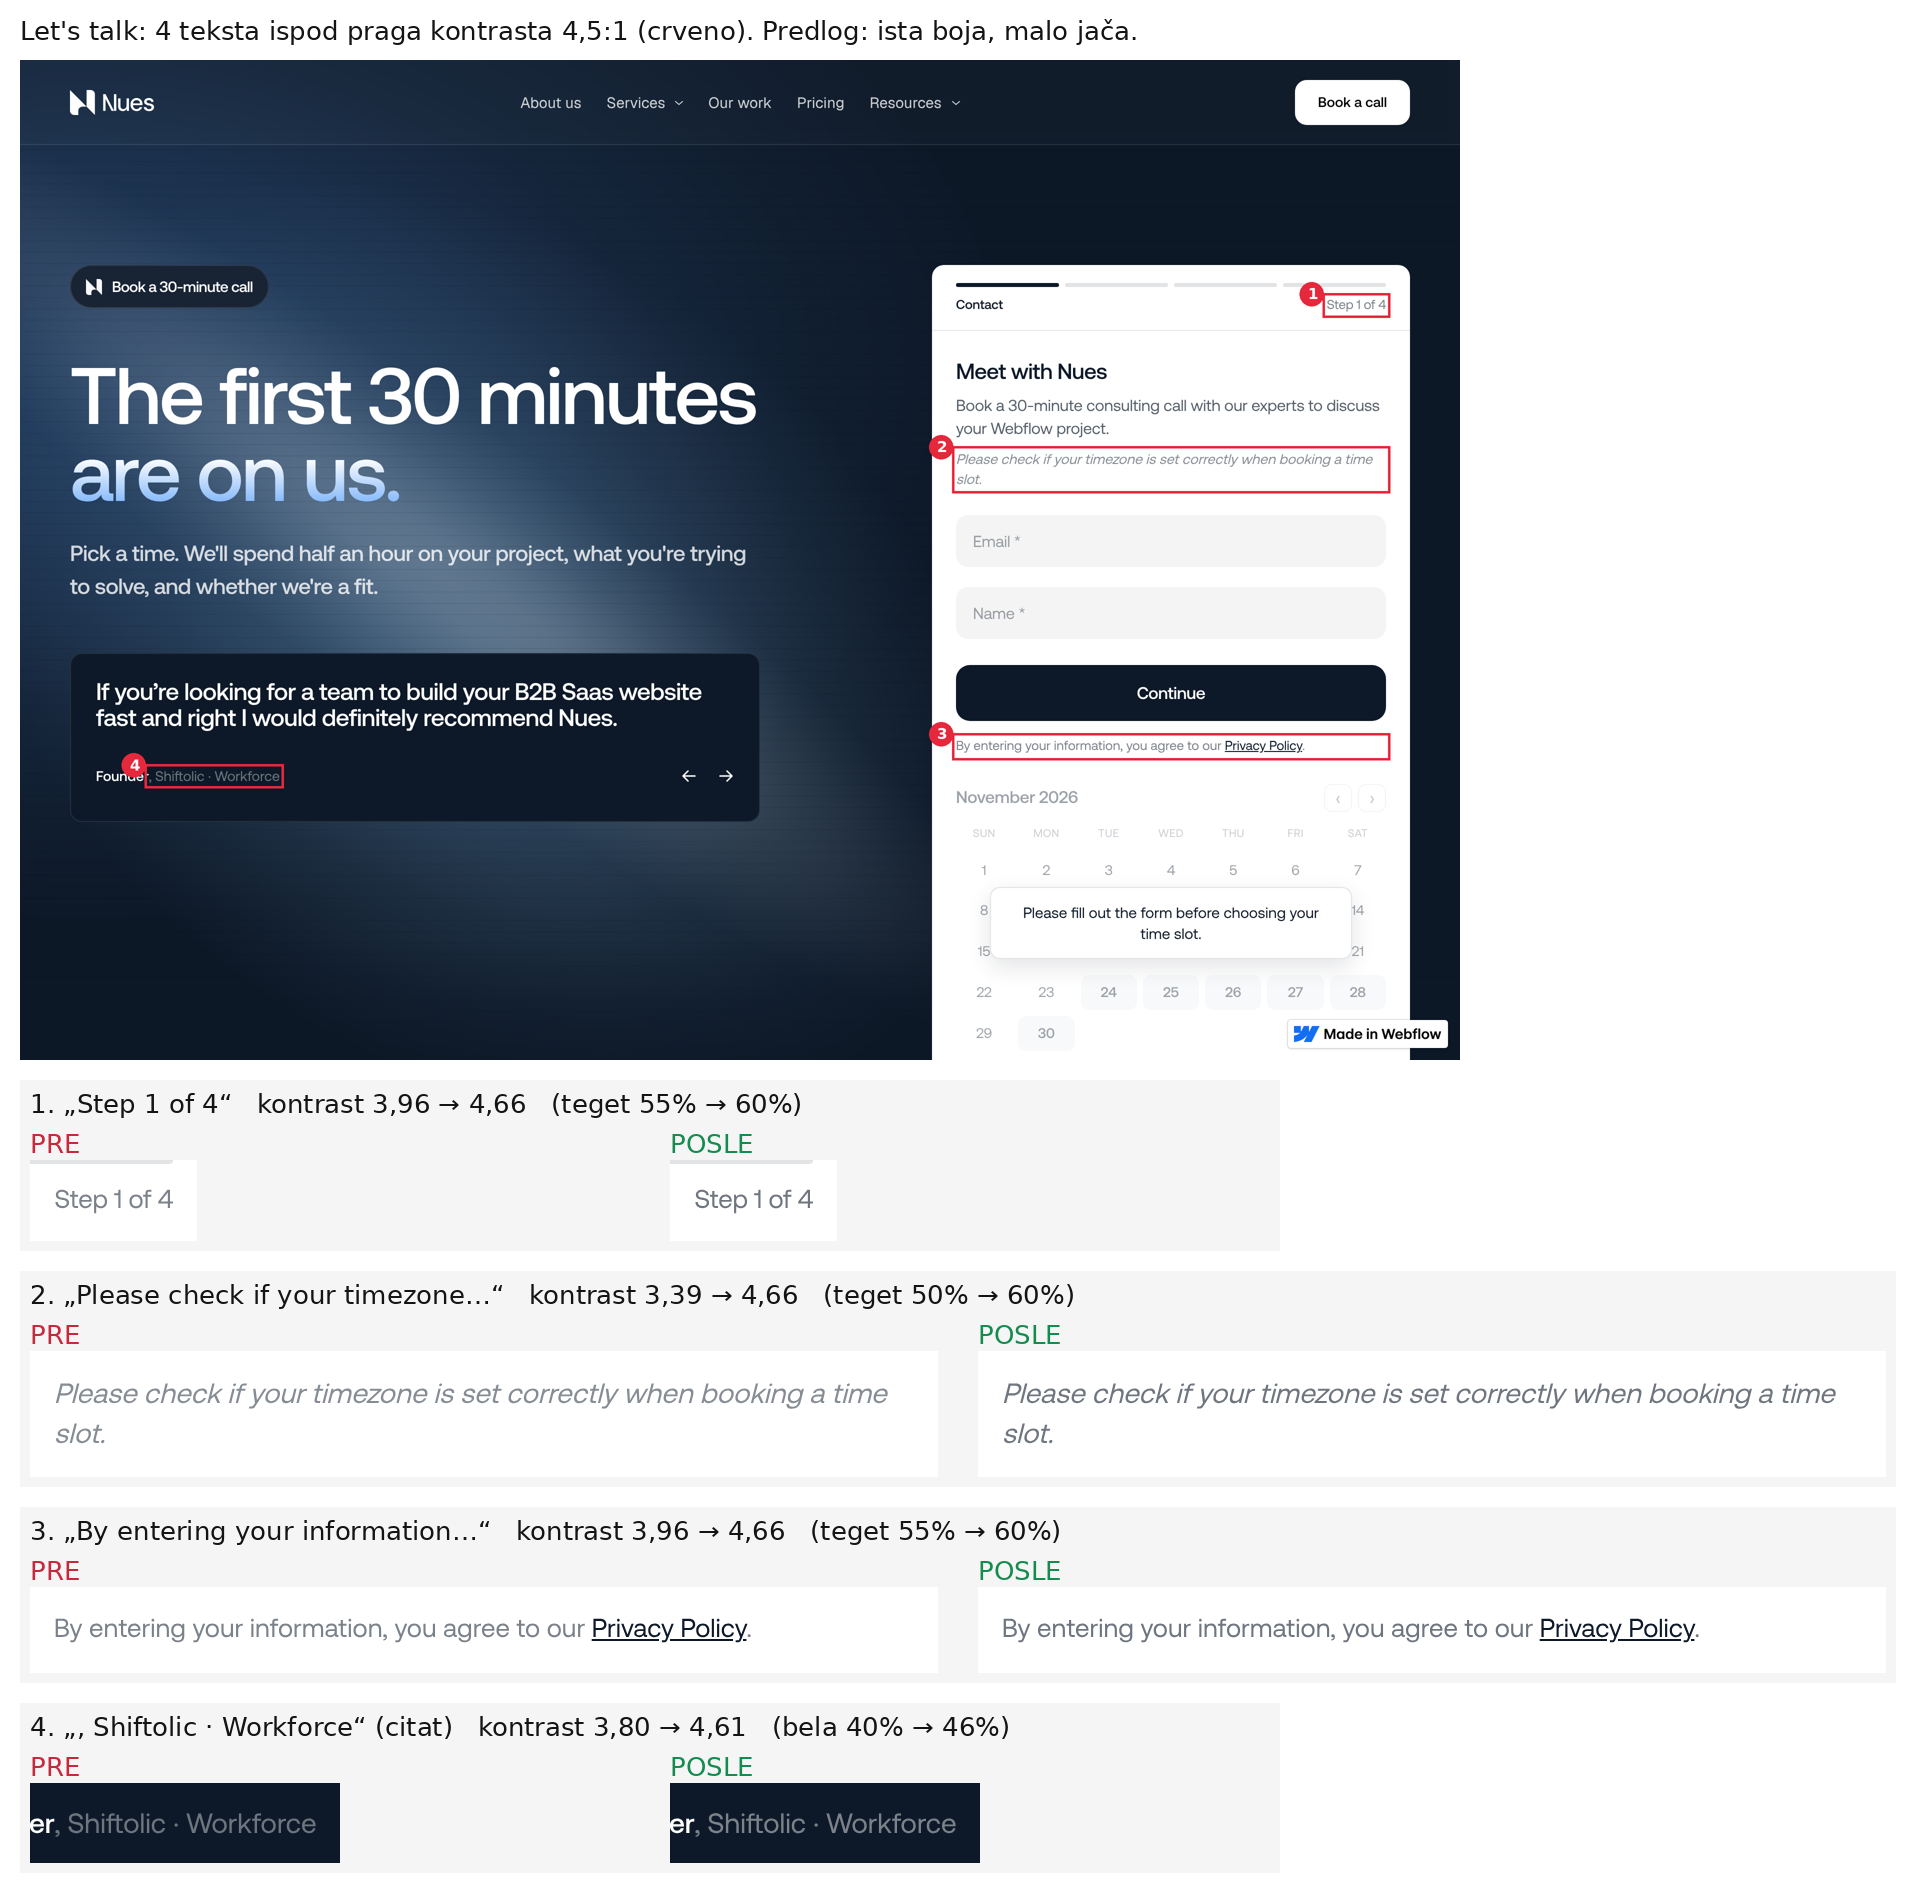 Let's talk: 4 teksta ispod praga kontrasta 4,5:1 (crveno). Predlog: ista boja, malo jača.
Nues
About us Services Our work Pricing Resources
Book a call
Book a 30-minute call
The first 30 minutes
are on us.
Pick a time. We'll spend half an hour on your project, what you're trying
to solve, and whether we're a fit.
If you’re looking for a team to build your B2B Saas website
fast and right I would definitely recommend Nues.
4
Founder, Shiftolic · Workforce
← →
1
Contact Step 1 of 4
Meet with Nues
Book a 30-minute consulting call with our experts to discuss
your Webflow project.
2
Please check if your timezone is set correctly when booking a time
slot.
Email *
Name *
Continue
3
By entering your information, you agree to our Privacy Policy.
November 2026 ‹ ›
SUN MON TUE WED THU FRI SAT
1 2 3 4 5 6 7
8 14
Please fill out the form before choosing your
time slot.
15 21
22 23 24 25 26 27 28
29 30
Made in Webflow
1. „Step 1 of 4“ kontrast 3,96 → 4,66 (teget 55% → 60%)
PRE POSLE
Step 1 of 4 Step 1 of 4
2. „Please check if your timezone...“ kontrast 3,39 → 4,66 (teget 50% → 60%)
PRE POSLE
Please check if your timezone is set correctly when booking a time
slot.
Please check if your timezone is set correctly when booking a time
slot.
3. „By entering your information...“ kontrast 3,96 → 4,66 (teget 55% → 60%)
PRE POSLE
By entering your information, you agree to our Privacy Policy.
By entering your information, you agree to our Privacy Policy.
4. „, Shiftolic · Workforce“ (citat) kontrast 3,80 → 4,61 (bela 40% → 46%)
PRE POSLE
er, Shiftolic · Workforce er, Shiftolic · Workforce